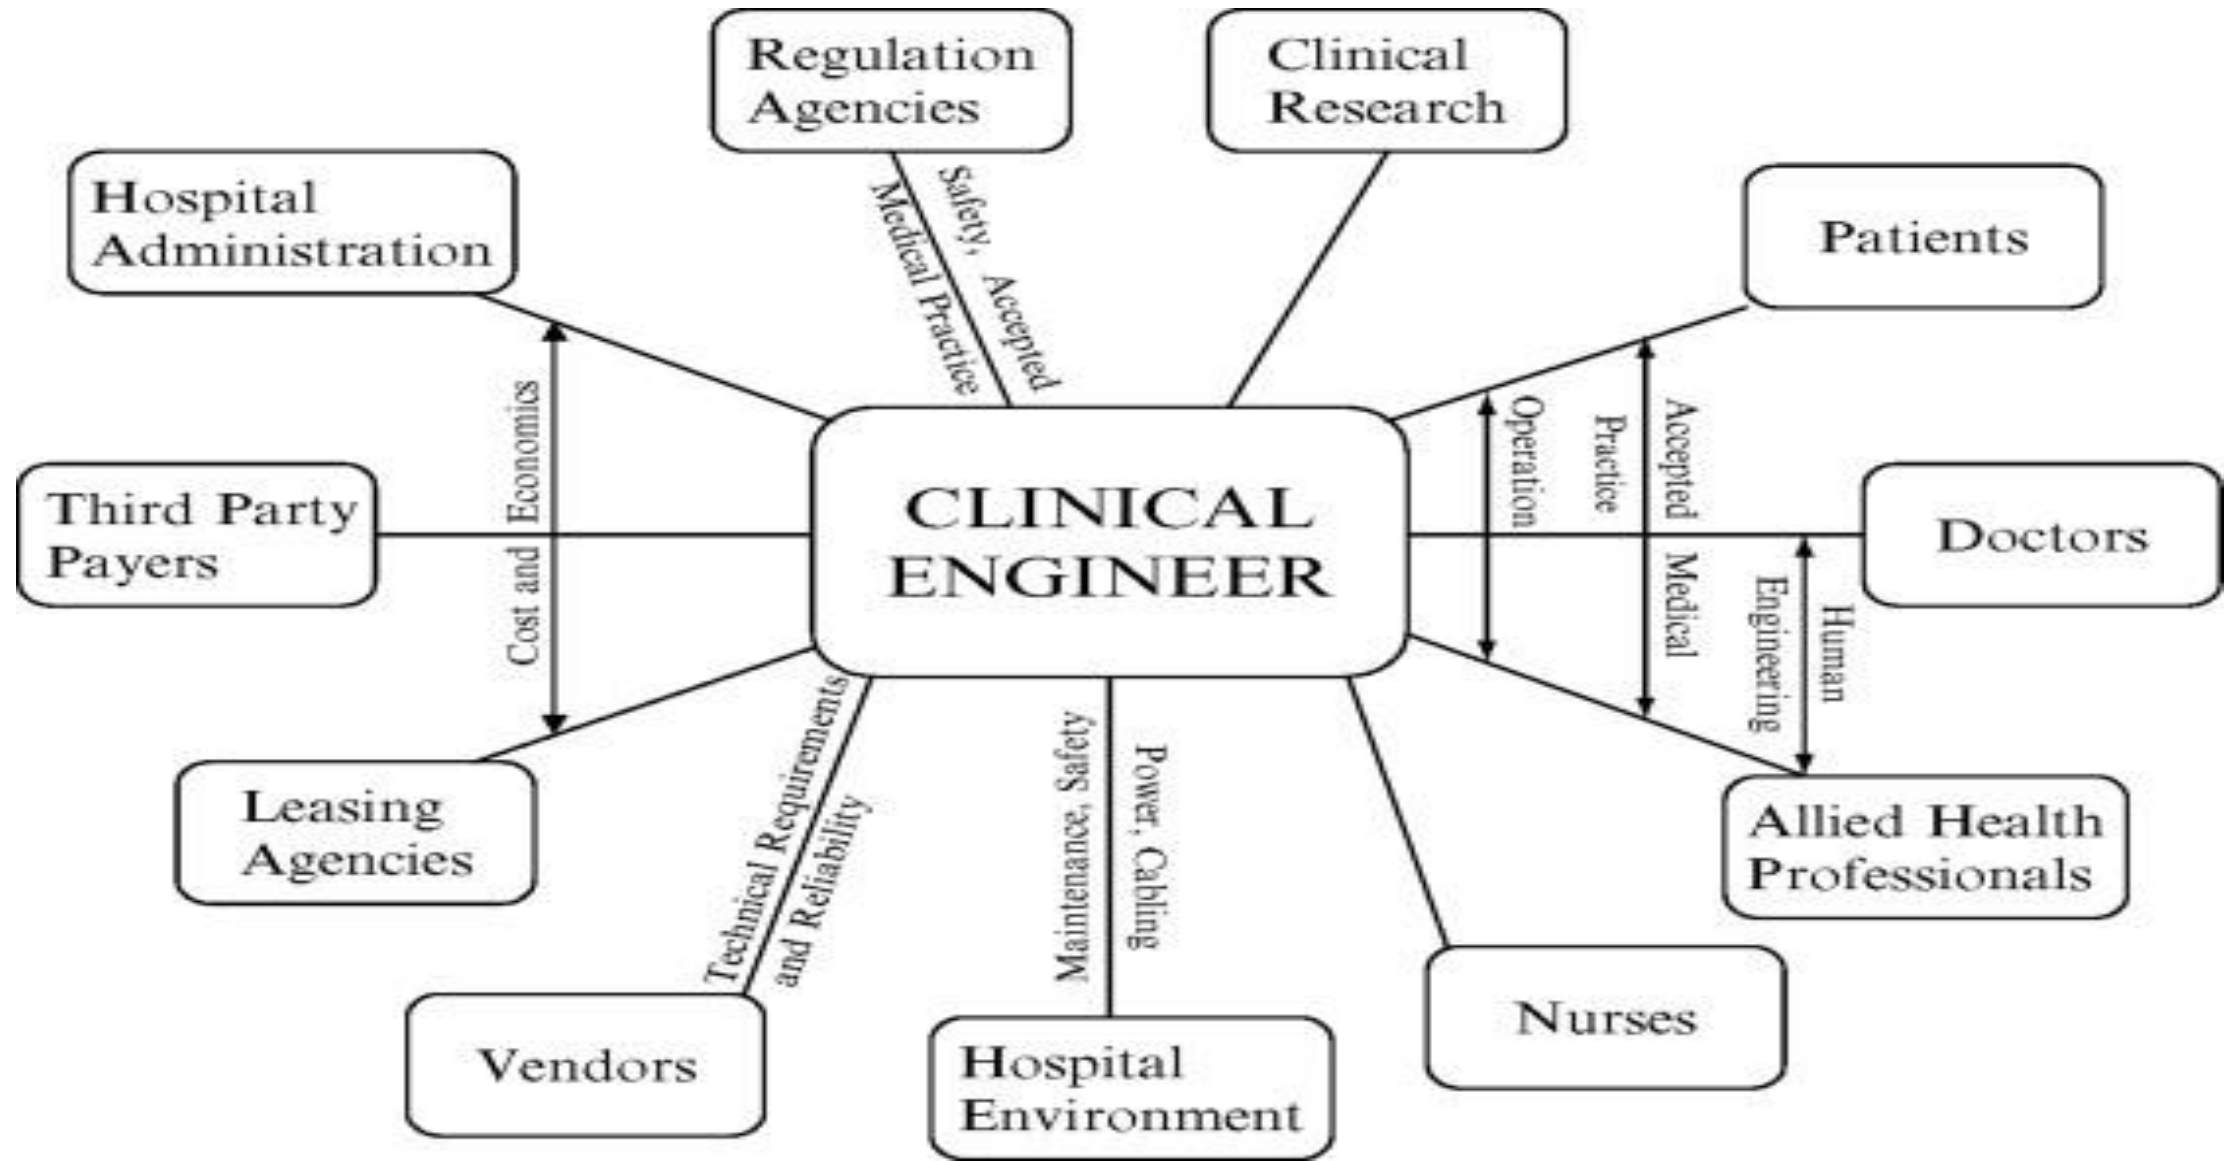 Regulation
Agencies
Clinical
Research
Hospital
Administration
Patients
Safety, Accepted
Medical Practice
Cost and Economics
Operation
Accepted Medical
Practice
Third Party
Payers
CLINICAL
ENGINEER
Doctors
Human
Engineering
Leasing
Agencies
Technical Requirements
and Reliability
Maintenance, Safety
Power, Cabling
Allied Health
Professionals
Vendors
Hospital
Environment
Nurses